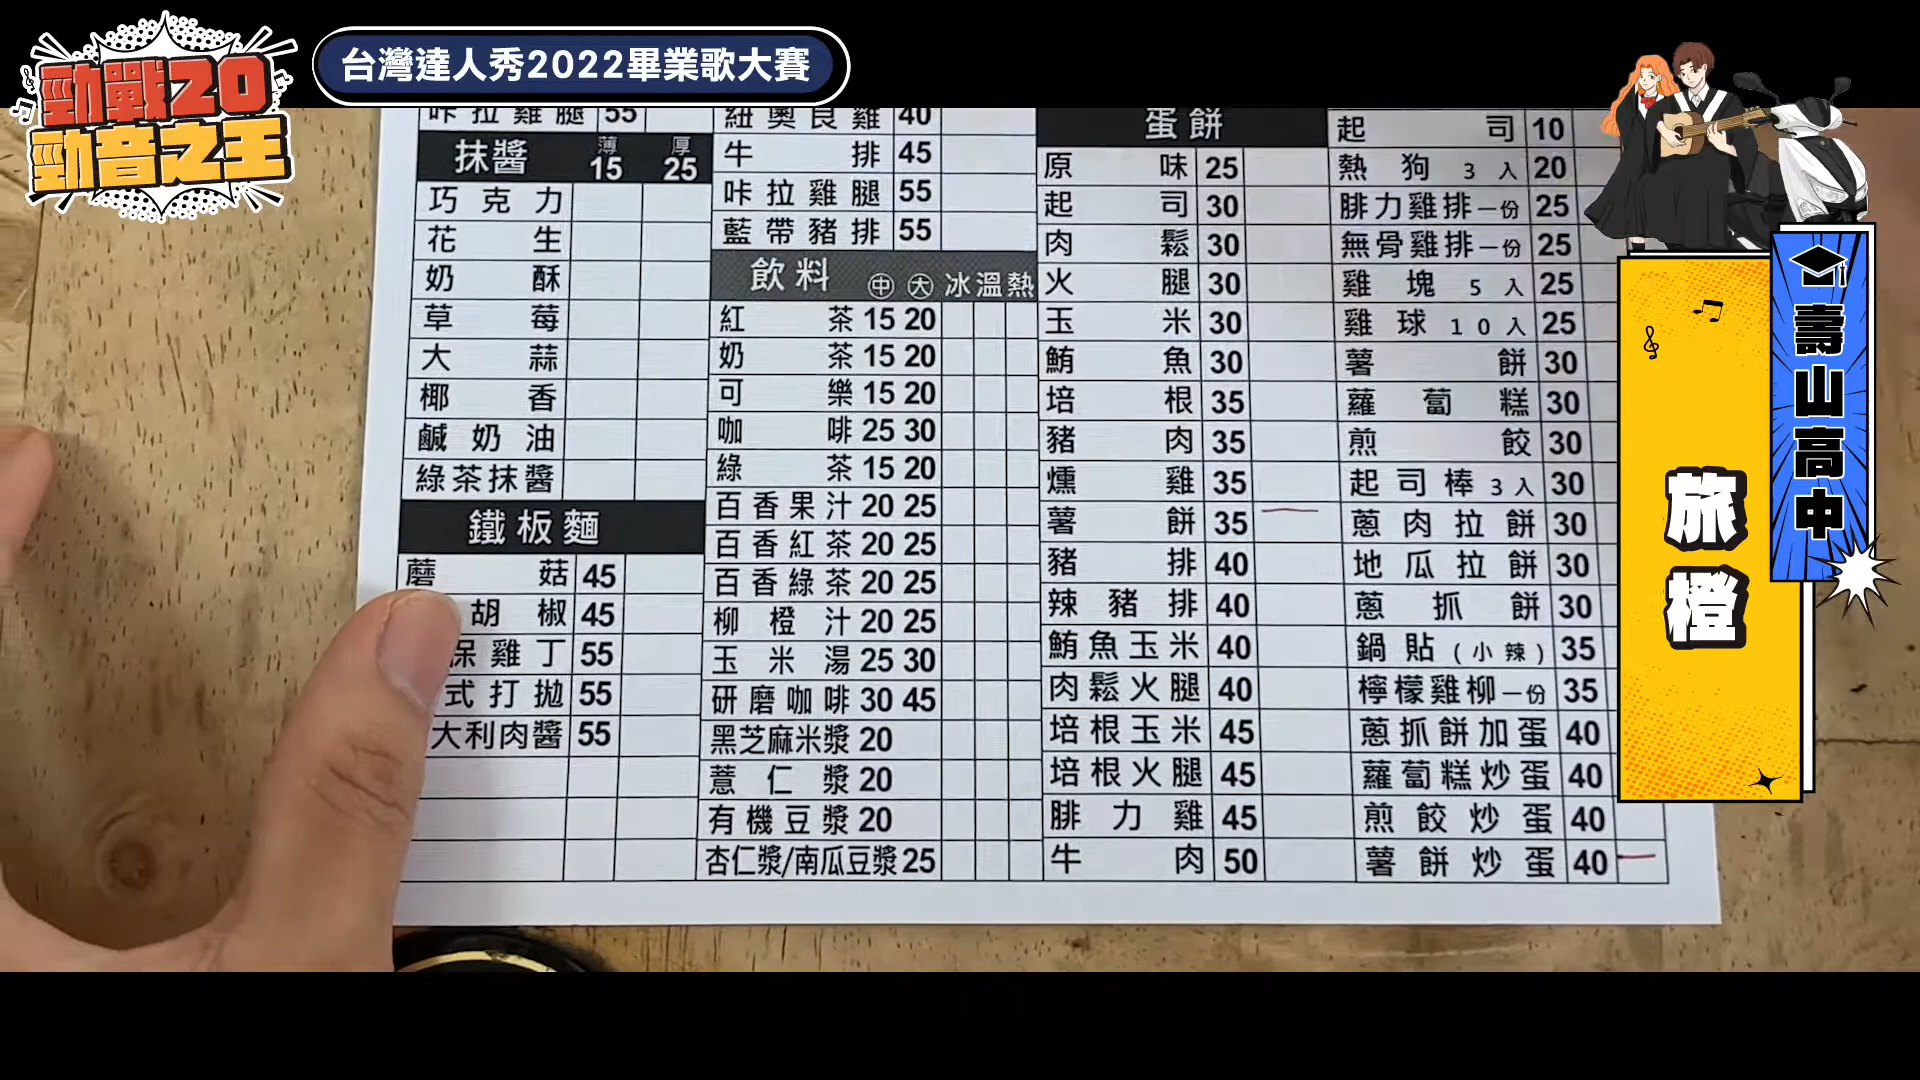 勁戰20
勁音之王
台灣達人秀2022畢業歌大賽
壽山高中
旅橙
咔拉雞腿 55
抹醬 薄15 厚25
巧克力
花生
奶酥
草莓
大蒜
椰香
鹹奶油
綠茶抹醬
鐵板麵
蘑菇 45
胡椒 45
保雞丁 55
式打拋 55
大利肉醬 55
紐奧良雞 40
牛排 45
咔拉雞腿 55
藍帶豬排 55
飲料 中 大 冰 溫 熱
紅茶 15 20
奶茶 15 20
可樂 15 20
咖啡 25 30
綠茶 15 20
百香果汁 20 25
百香紅茶 20 25
百香綠茶 20 25
柳橙汁 20 25
玉米湯 25 30
研磨咖啡 30 45
黑芝麻米漿 20
薏仁漿 20
有機豆漿 20
杏仁漿/南瓜豆漿 25
蛋餅
原味 25
起司 30
肉鬆 30
火腿 30
玉米 30
鮪魚 30
培根 35
豬肉 35
燻雞 35
薯餅 35
豬排 40
辣豬排 40
鮪魚玉米 40
肉鬆火腿 40
培根玉米 45
培根火腿 45
腓力雞 45
牛肉 50
起司 10
熱狗3入 20
腓力雞排一份 25
無骨雞排一份 25
雞塊5入 25
雞球10入 25
薯餅 30
蘿蔔糕 30
煎餃 30
起司棒3入 30
蔥肉拉餅 30
地瓜拉餅 30
蔥抓餅 30
鍋貼(小辣) 35
檸檬雞柳一份 35
蔥抓餅加蛋 40
蘿蔔糕炒蛋 40
煎餃炒蛋 40
薯餅炒蛋 40